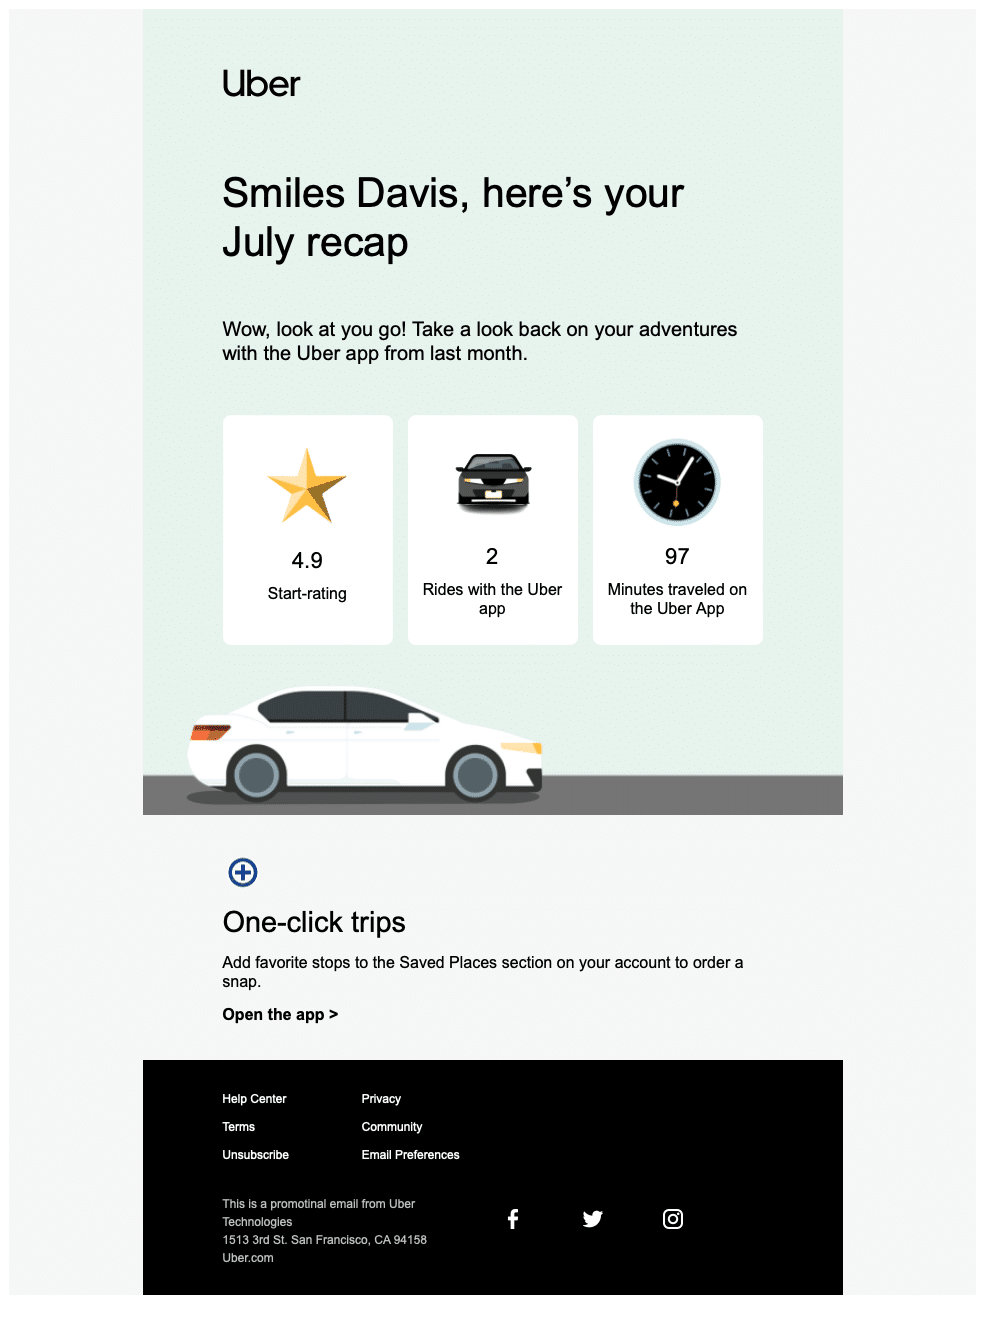 Uber
Smiles Davis, here’s your
July recap
Wow, look at you go! Take a look back on your adventures
with the Uber app from last month.
4.9
Start-rating
2
Rides with the Uber
app
97
Minutes traveled on
the Uber App
One-click trips
Add favorite stops to the Saved Places section on your account to order a
snap.
Open the app >
Help Center
Privacy
Terms
Community
Unsubscribe
Email Preferences
This is a promotinal email from Uber
Technologies
1513 3rd St. San Francisco, CA 94158
Uber.com